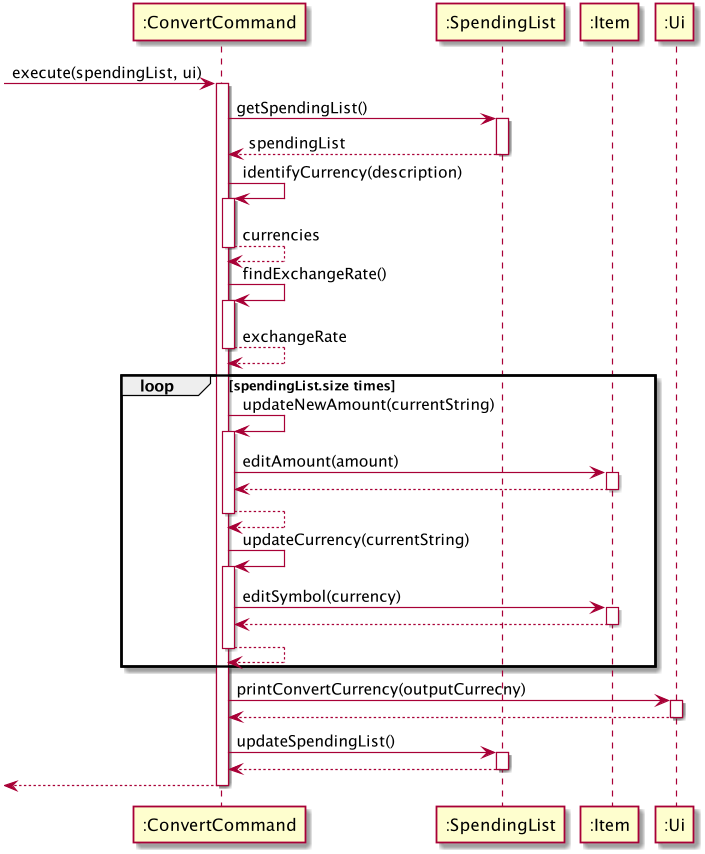 :ConvertCommand :SpendingList :Item :Ui
execute(spendingList, ui)
getSpendingList()
spendingList
identifyCurrency(description)
currencies
findExchangeRate()
exchangeRate
loop [spendingList.size times]
updateNewAmount(currentString)
editAmount(amount)
updateCurrency(currentString)
editSymbol(currency)
printConvertCurrency(outputCurrecny)
updateSpendingList()
:ConvertCommand :SpendingList :Item :Ui